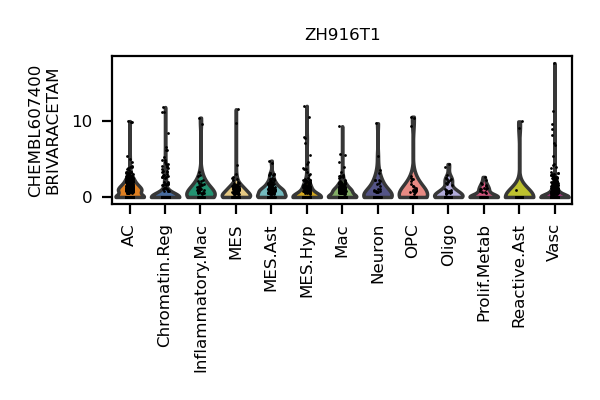 ZH916T1
CHEMBL607400
BRIVARACETAM
10
0
AC
Chromatin.Reg
Inflammatory.Mac
MES
MES.Ast
MES.Hyp
Mac
Neuron
OPC
Oligo
Prolif.Metab
Reactive.Ast
Vasc